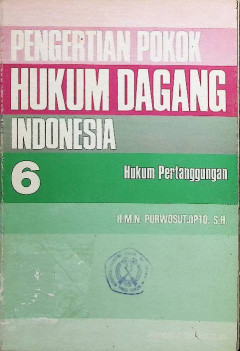 PENGERTIAN POKOK
HUKUM DAGANG
INDONESIA
6
Hukum Pertanggungan
H.M.N. PURWOSUTJIPTO, S.H.